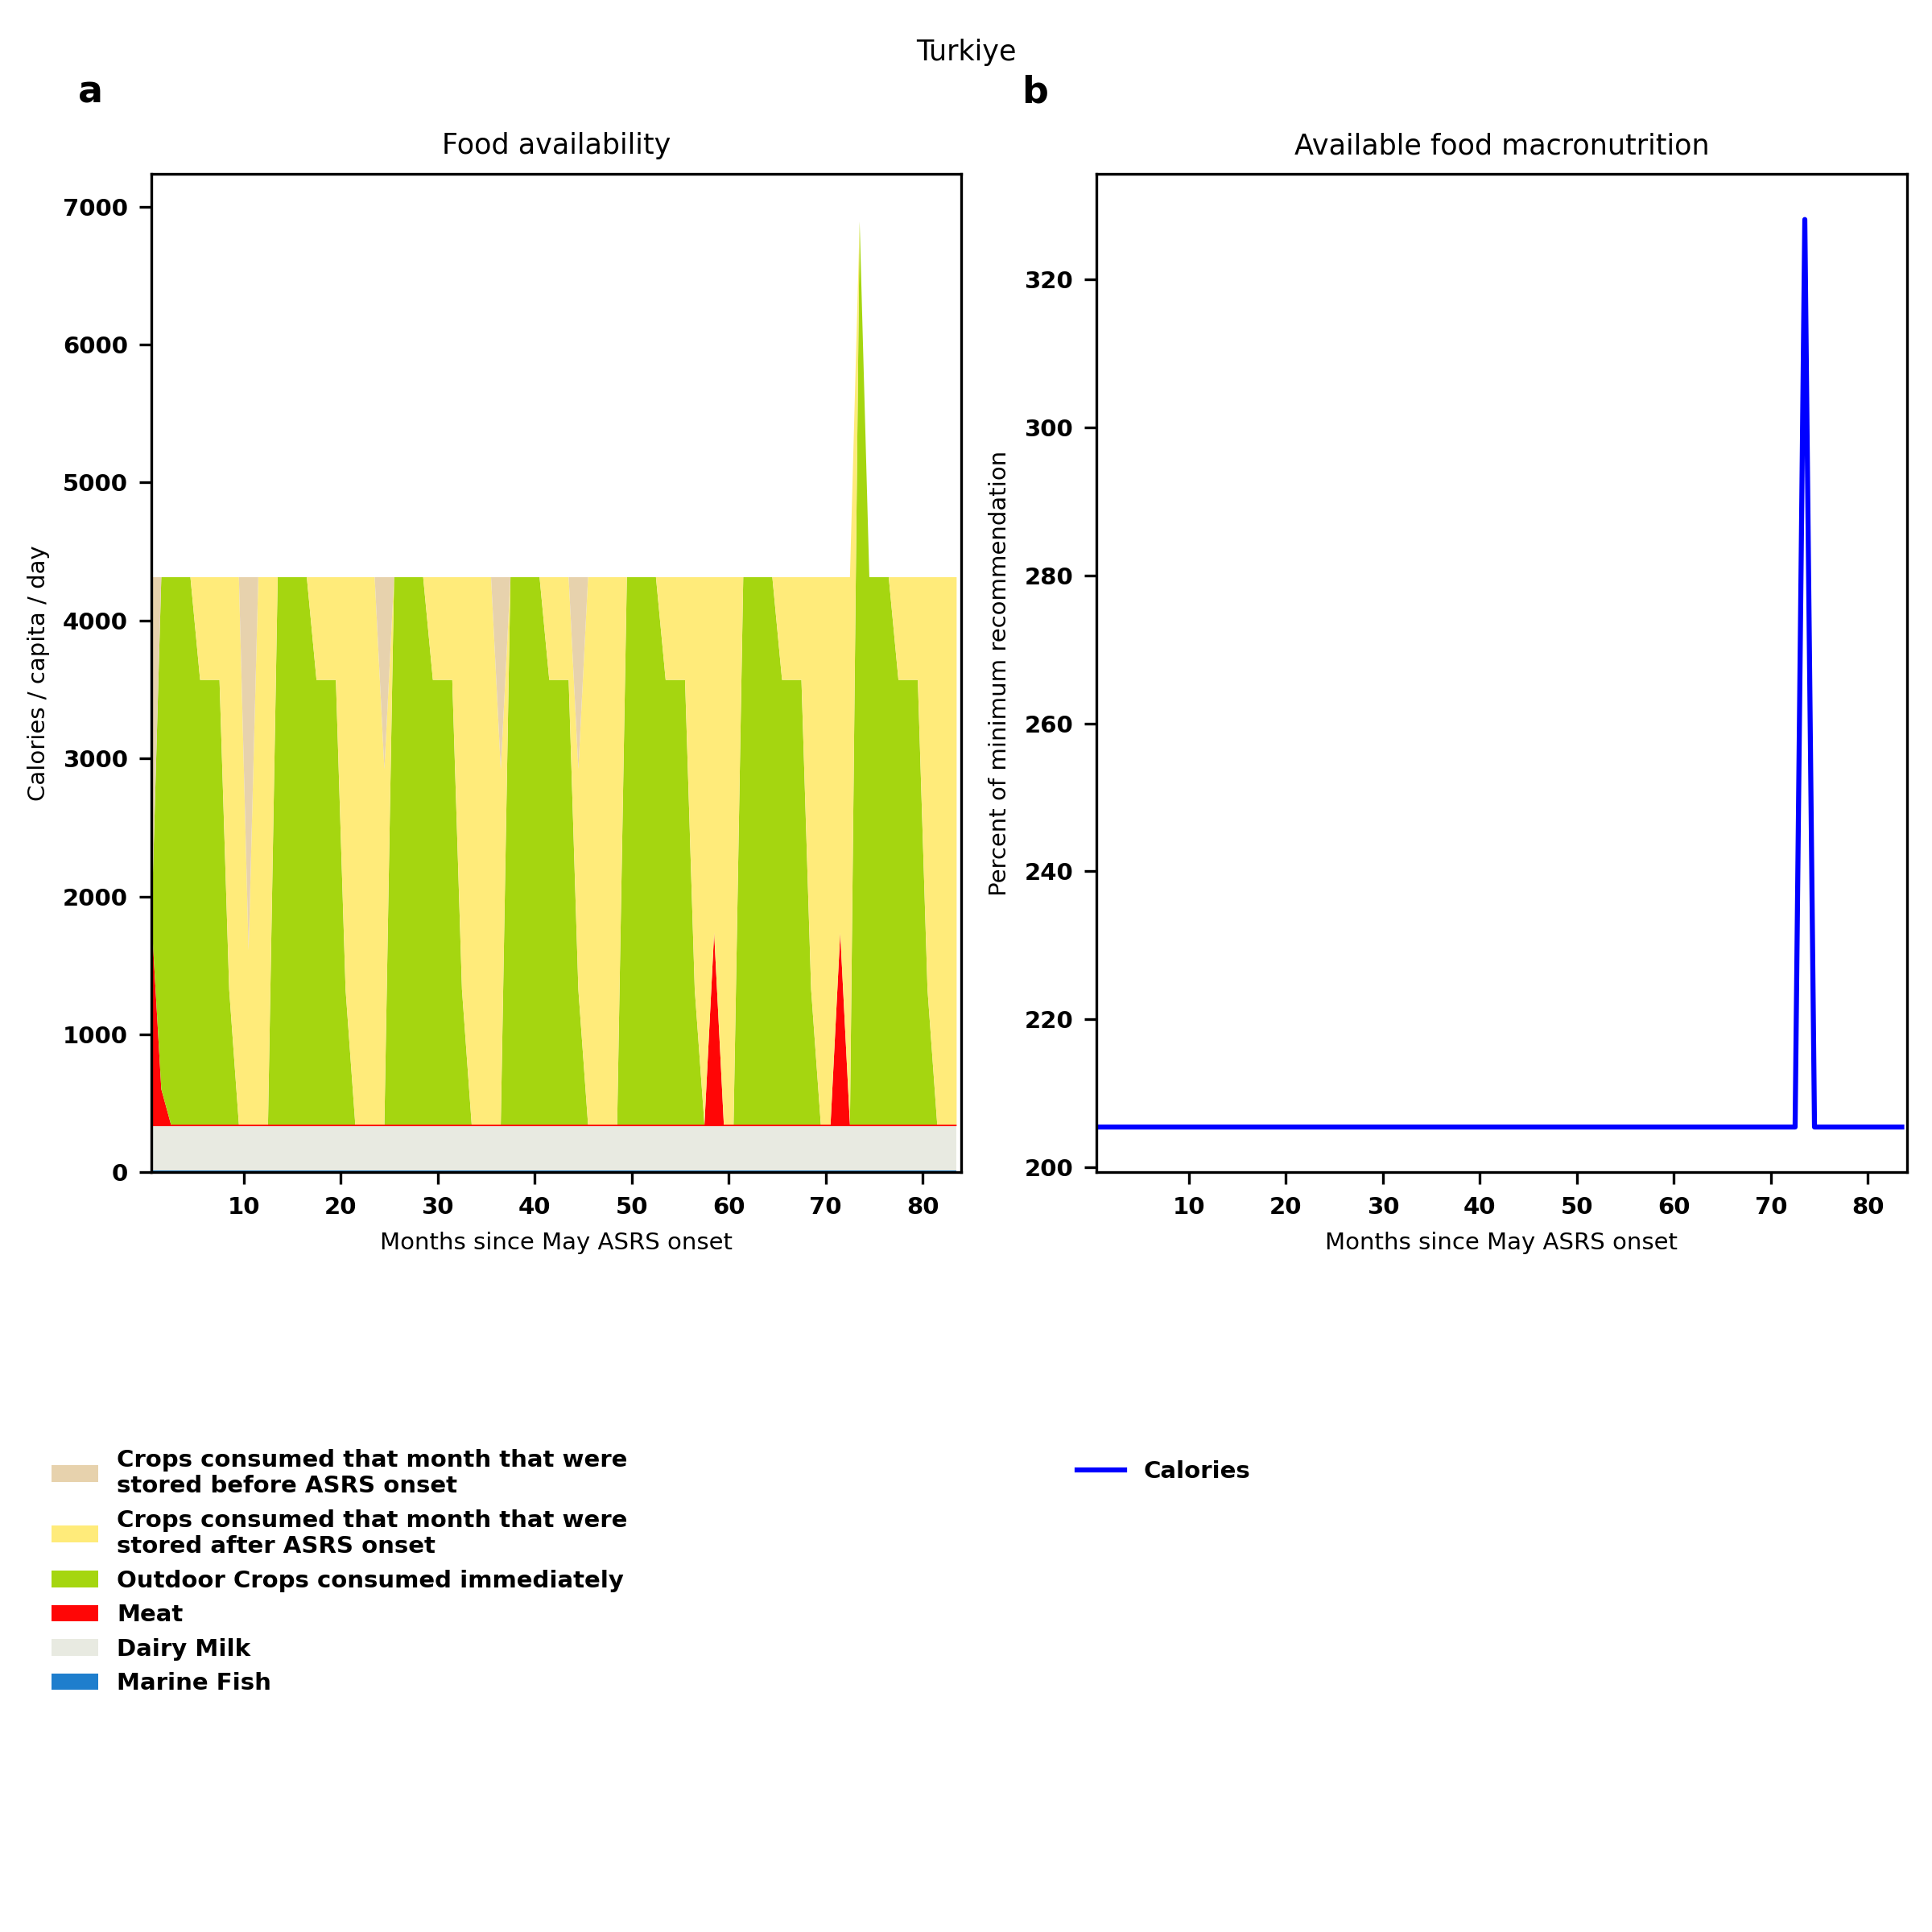 Turkiye
a
b
Food availability
Available food macronutrition
7000
6000
5000
4000
3000
2000
1000
0
Calories / capita / day
10 20 30 40 50 60 70 80
Months since May ASRS onset
320
300
280
260
240
220
200
Percent of minimum recommendation
10 20 30 40 50 60 70 80
Months since May ASRS onset
Crops consumed that month that were
stored before ASRS onset
Crops consumed that month that were
stored after ASRS onset
Outdoor Crops consumed immediately
Meat
Dairy Milk
Marine Fish
Calories